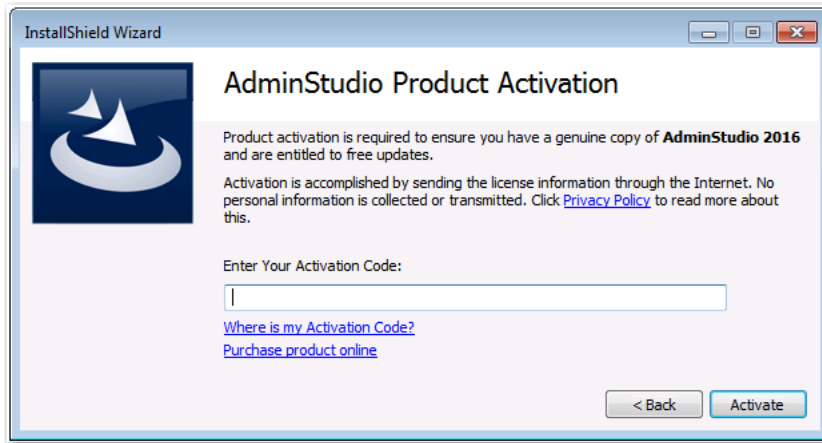 InstallShield Wizard
AdminStudio Product Activation
Product activation is required to ensure you have a genuine copy of AdminStudio 2016
and are entitled to free updates.
Activation is accomplished by sending the license information through the Internet. No
personal information is collected or transmitted. Click Privacy Policy to read more about
this.
Enter Your Activation Code:
Where is my Activation Code?
Purchase product online
< Back
Activate